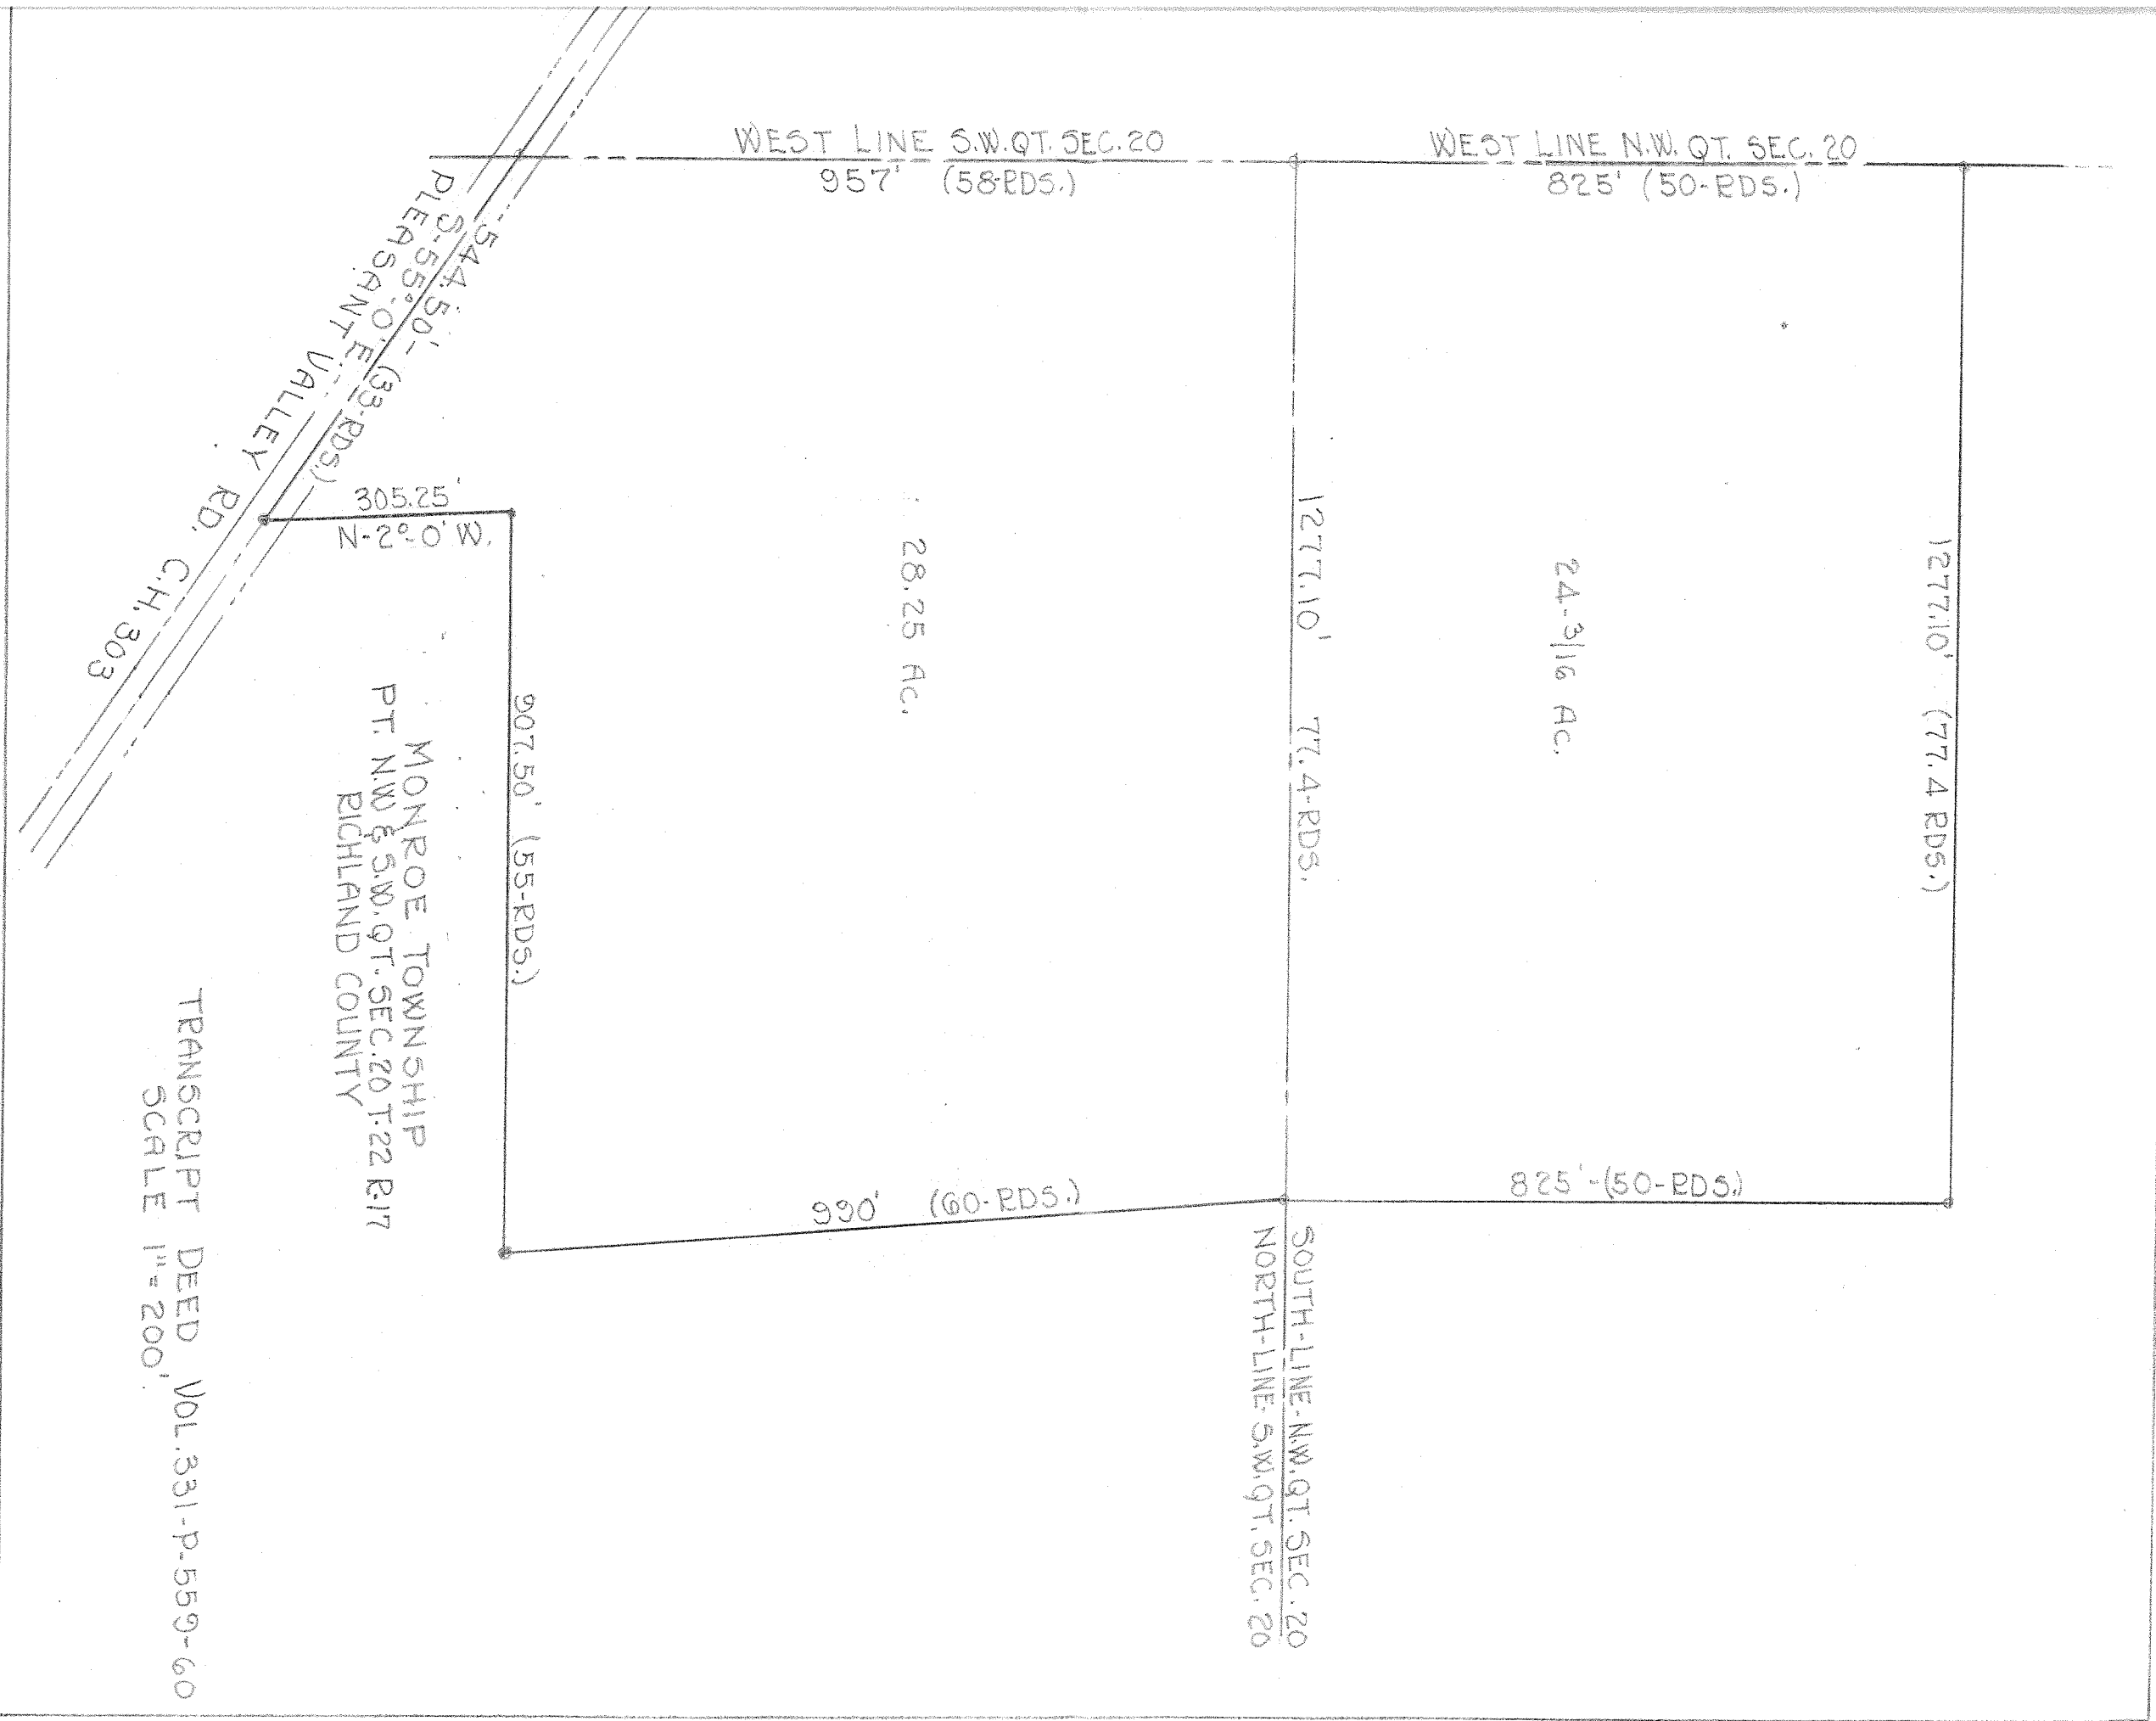 WEST LINE S.W.QT. SEC.20
957' (58-RDS.)
WEST LINE N.W. QT. SEC. 20
825' (50-RDS.)
544.50'- (33-RDS.)
S-55°-0' E.
PLEASANT VALLEY RD. C.H. 303
305.25'
N-2°-0' W.
28.25 Ac.
1277.10' 77.4-RDS.
24-3/16 Ac.
1277.10' (77.4 RDS.)
907.50' (55-RDS.)
990' (60-RDS.)
825'-(50-RDS.)
SOUTH-LINE-N.W.QT. SEC. 20
NORTH-LINE-S.W.QT. SEC. 20
MONROE TOWNSHIP
PT. N.W & S.W. QT. SEC. 20 T-22 R-17
RICHLAND COUNTY
TRANSCRIPT DEED VOL. 331-P-559-60
SCALE 1"= 200'.